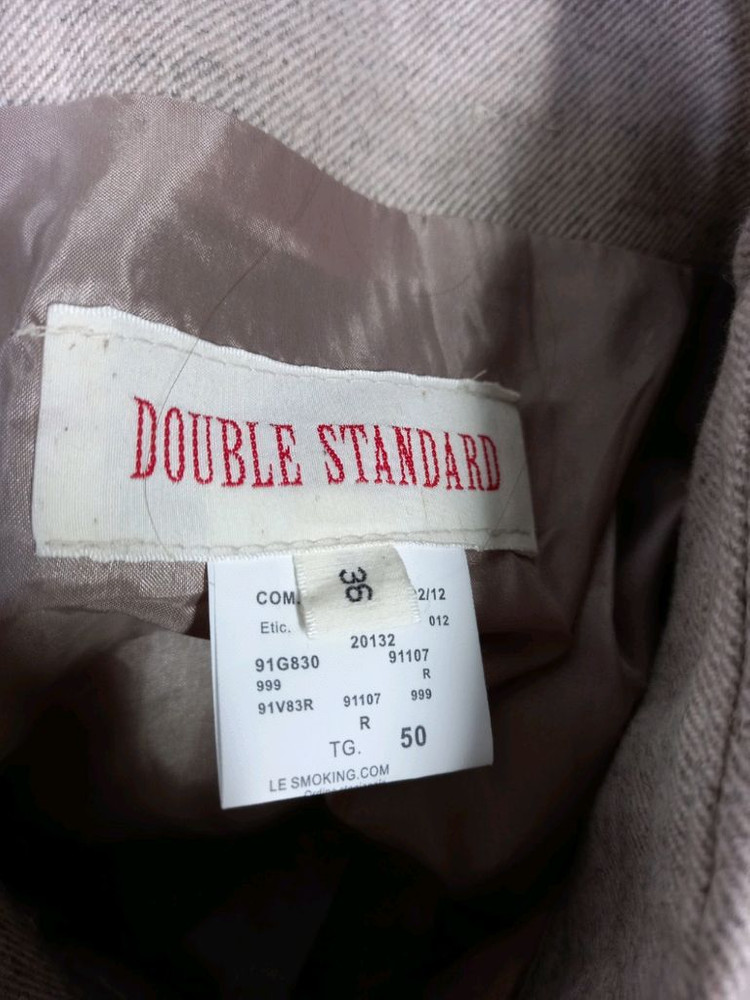 DOUBLE STANDARD
36
COM. 2/12
Etic. 012
20132
91G830 91107
999 R
91V83R 91107 999
R
TG. 50
LE SMOKING.COM